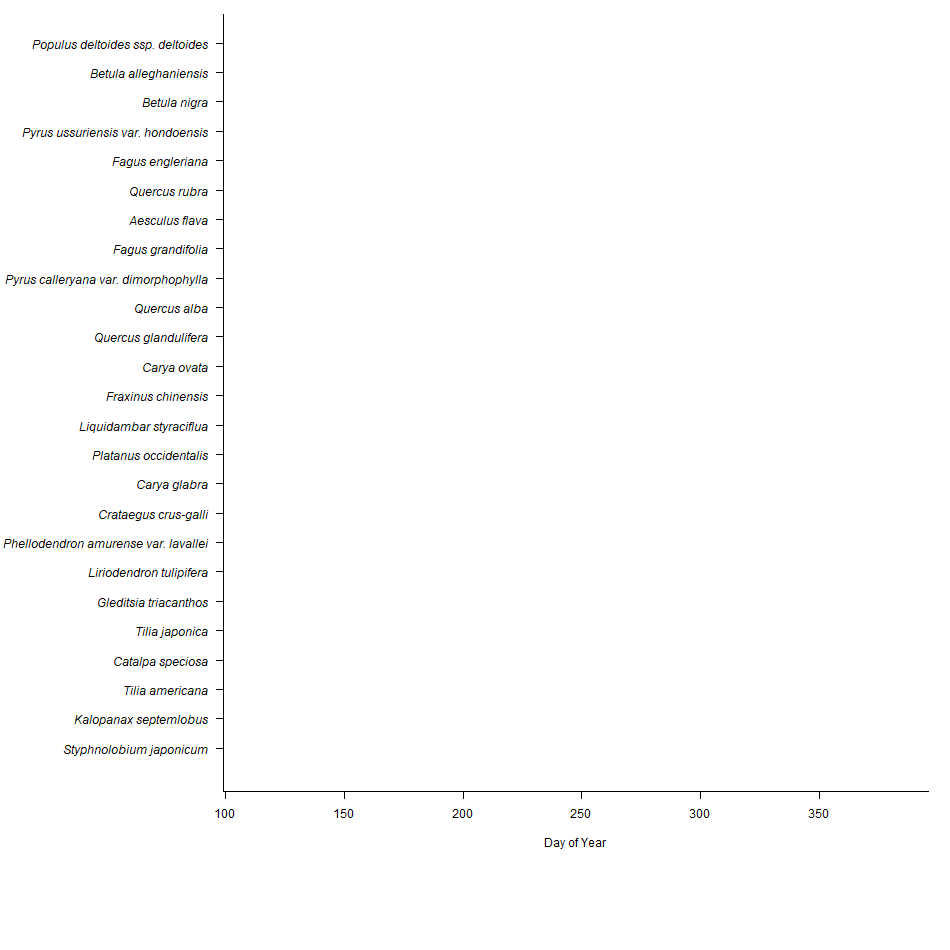 Populus deltoides ssp. deltoides
Betula alleghaniensis
Betula nigra
Pyrus ussuriensis var. hondoensis
Fagus engleriana
Quercus rubra
Aesculus flava
Fagus grandifolia
Pyrus calleryana var. dimorphophylla
Quercus alba
Quercus glandulifera
Carya ovata
Fraxinus chinensis
Liquidambar styraciflua
Platanus occidentalis
Carya glabra
Crataegus crus-galli
Phellodendron amurense var. lavallei
Liriodendron tulipifera
Gleditsia triacanthos
Tilia japonica
Catalpa speciosa
Tilia americana
Kalopanax septemlobus
Styphnolobium japonicum
100 150 200 250 300 350
Day of Year